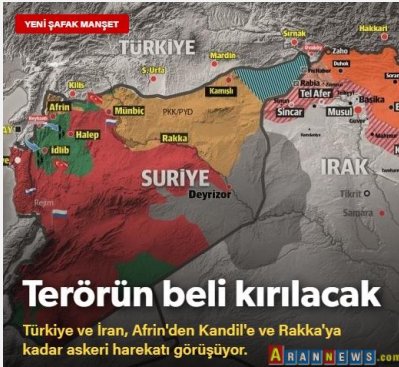 YENİ ŞAFAK MANŞET
Şırnak
Hakkari
TÜRKİYE
Mardin
Zaho
Duhok
Ş.Urfa
Kilis
Kamışlı
Rabia
Afrin
Münbiç
PKK/PYD
Tel Afer
Başika
Sincar
Musul
Halep
Rakka
İdlib
SURİYE
IRAK
Deyrizor
Tikrit
Rejim
Samara
Terörün beli kırılacak
Türkiye ve İran, Afrin'den Kandil'e ve Rakka'ya
kadar askeri harekatı görüşüyor.
ARANNEWS.com